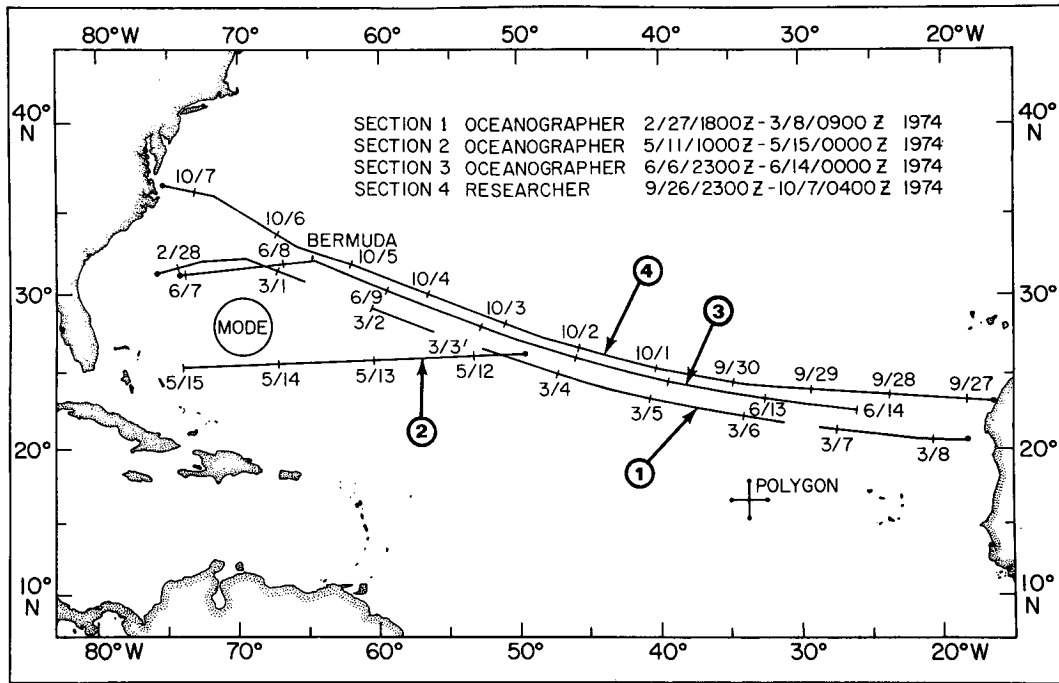 80°W 70° 60° 50° 40° 30° 20°W
40° N 40° N
SECTION 1 OCEANOGRAPHER 2/27/1800Z-3/8/0900 Z 1974
SECTION 2 OCEANOGRAPHER 5/11/1000Z-5/15/0000Z 1974
SECTION 3 OCEANOGRAPHER 6/6/2300Z-6/14/0000Z 1974
SECTION 4 RESEARCHER 9/26/2300Z-10/7/0400Z 1974
10/7
10/6
BERMUDA
2/28 6/8 10/5 4
6/7 3/1 10/4
30° 6/9 10/3 3 30°
MODE 3/2 10/2
3/3' 10/1 9/30 9/29 9/28 9/27
5/15 5/14 5/13 5/12 3/4
3/5 6/13 6/14
2 3/6 3/7
20° 3/8 20°
1
POLYGON
10° N 10° N
80°W 70° 60° 50° 40° 30° 20°W